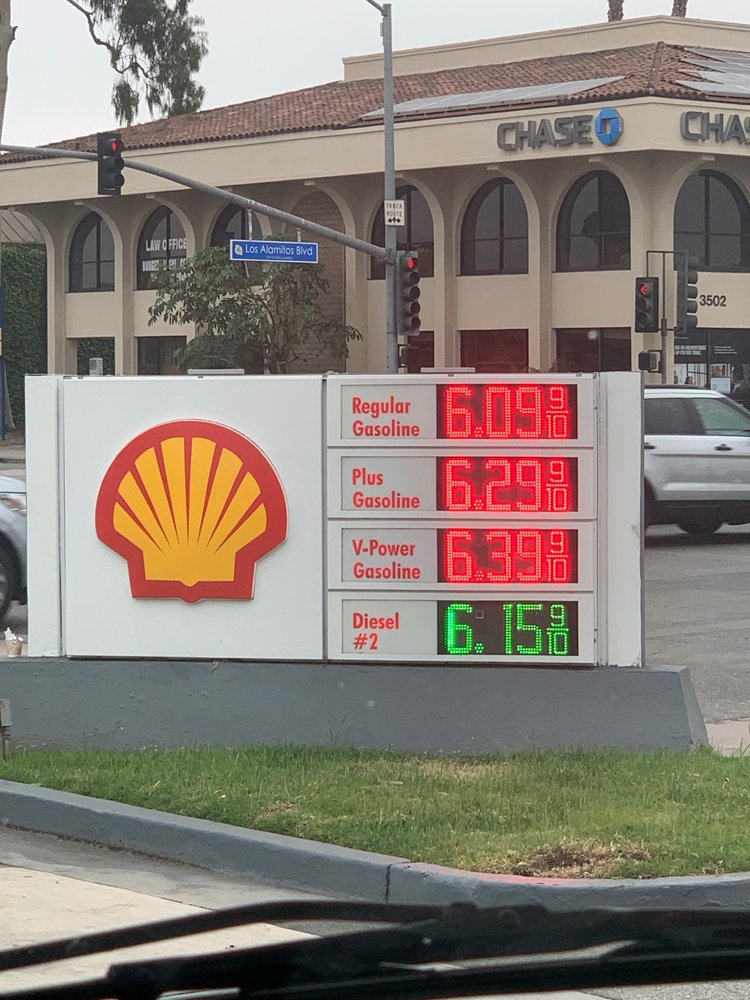 CHASE
CHAS
TRUCK
ROUTE
LAW OFFICE
Los Alamitos Blvd
3502
Regular
Gasoline
6.09 9/10
Plus
Gasoline
6.29 9/10
V-Power
Gasoline
6.39 9/10
Diesel
#2
6.15 9/10